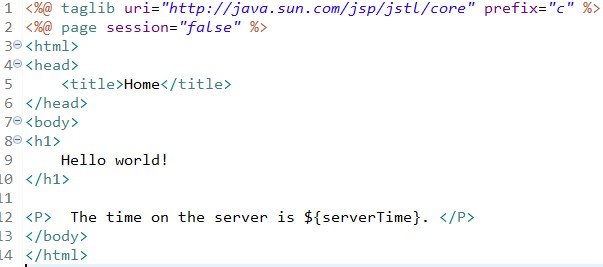 1 <%@ taglib uri="http://java.sun.com/jsp/jstl/core" prefix="c" %>
2 <%@ page session="false" %>
3 <html>
4 <head>
5     <title>Home</title>
6 </head>
7 <body>
8 <h1>
9     Hello world!
10 </h1>
11
12 <P>  The time on the server is ${serverTime}. </P>
13 </body>
14 </html>